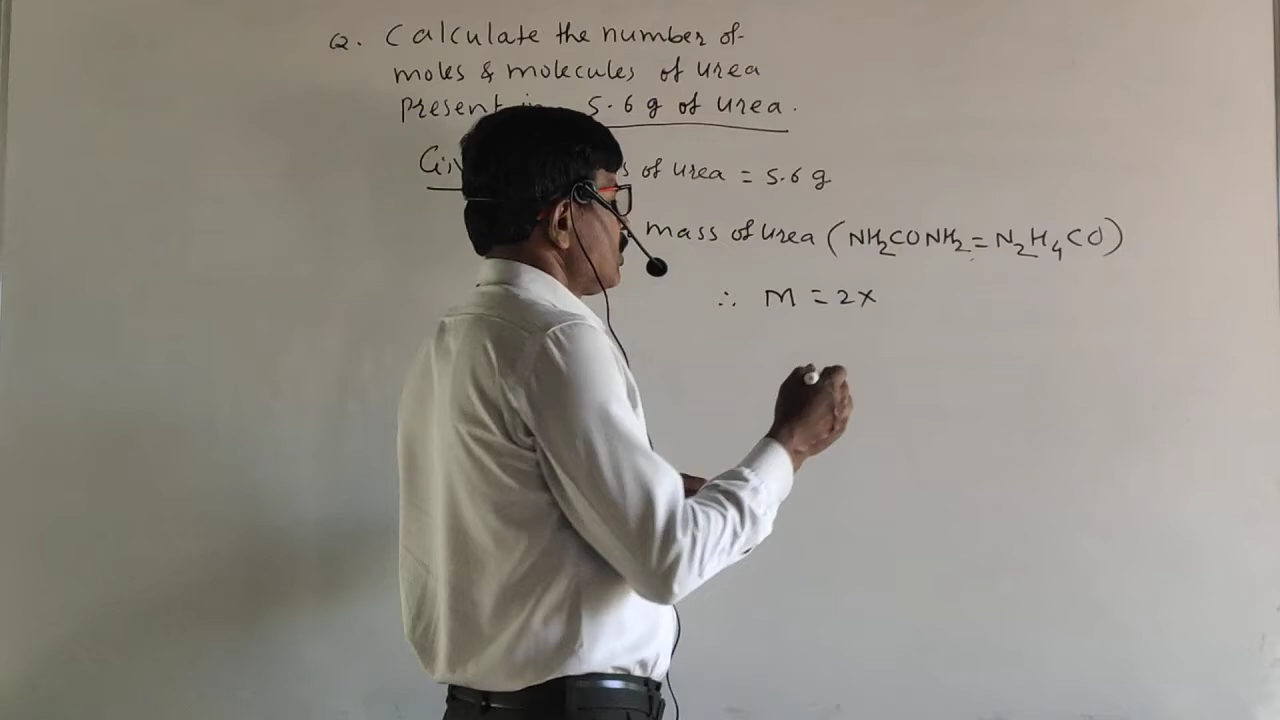 Q. Calculate the number of
moles & molecules of urea
present in 5.6 g of urea.
of urea = 5.6 g
mass of urea (NH₂CONH₂ = N₂H₄CO)
∴ M = 2×